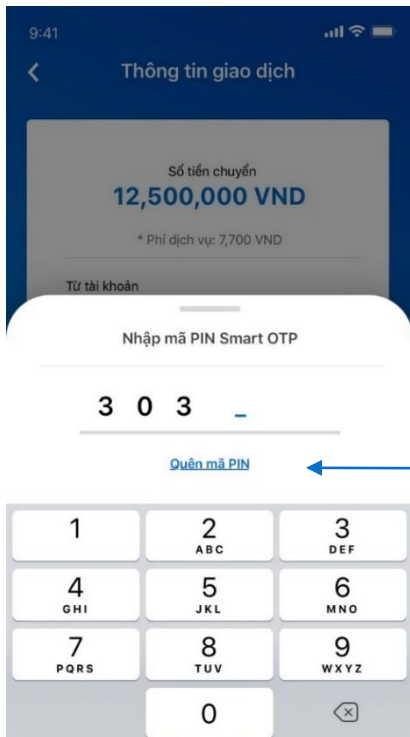 9:41
Thông tin giao dịch
Số tiền chuyển
12,500,000 VND
* Phí dịch vụ: 7,700 VND
Từ tài khoản
Nhập mã PIN Smart OTP
3 0 3 _
Quên mã PIN
1 2 3
ABC DEF
4 5 6
GHI JKL MNO
7 8 9
PQRS TUV WXYZ
0